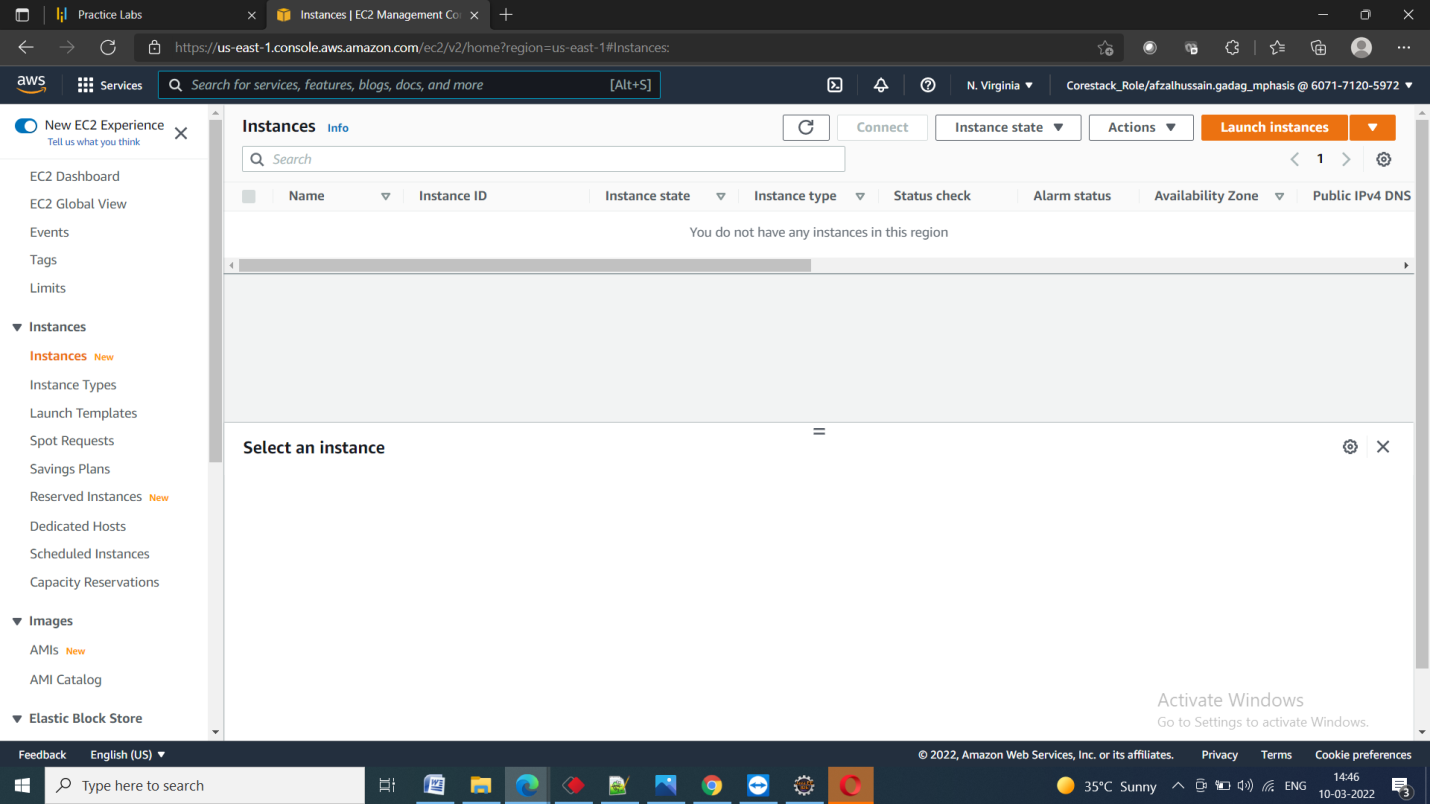 Practice Labs
Instances | EC2 Management Co
https://us-east-1.console.aws.amazon.com/ec2/v2/home?region=us-east-1#Instances:
aws
Services
Search for services, features, blogs, docs, and more
[Alt+S]
N. Virginia
Corestack_Role/afzalhussain.gadag_mphasis @ 6071-7120-5972
New EC2 Experience
Tell us what you think
EC2 Dashboard
EC2 Global View
Events
Tags
Limits
Instances
Instances New
Instance Types
Launch Templates
Spot Requests
Savings Plans
Reserved Instances New
Dedicated Hosts
Scheduled Instances
Capacity Reservations
Images
AMIs New
AMI Catalog
Elastic Block Store
Instances Info
Connect
Instance state
Actions
Launch instances
Search
1
Name
Instance ID
Instance state
Instance type
Status check
Alarm status
Availability Zone
Public IPv4 DNS
You do not have any instances in this region
Select an instance
Activate Windows
Go to Settings to activate Windows.
Feedback
English (US)
© 2022, Amazon Web Services, Inc. or its affiliates.
Privacy
Terms
Cookie preferences
Type here to search
35°C Sunny
ENG
14:46
10-03-2022
3